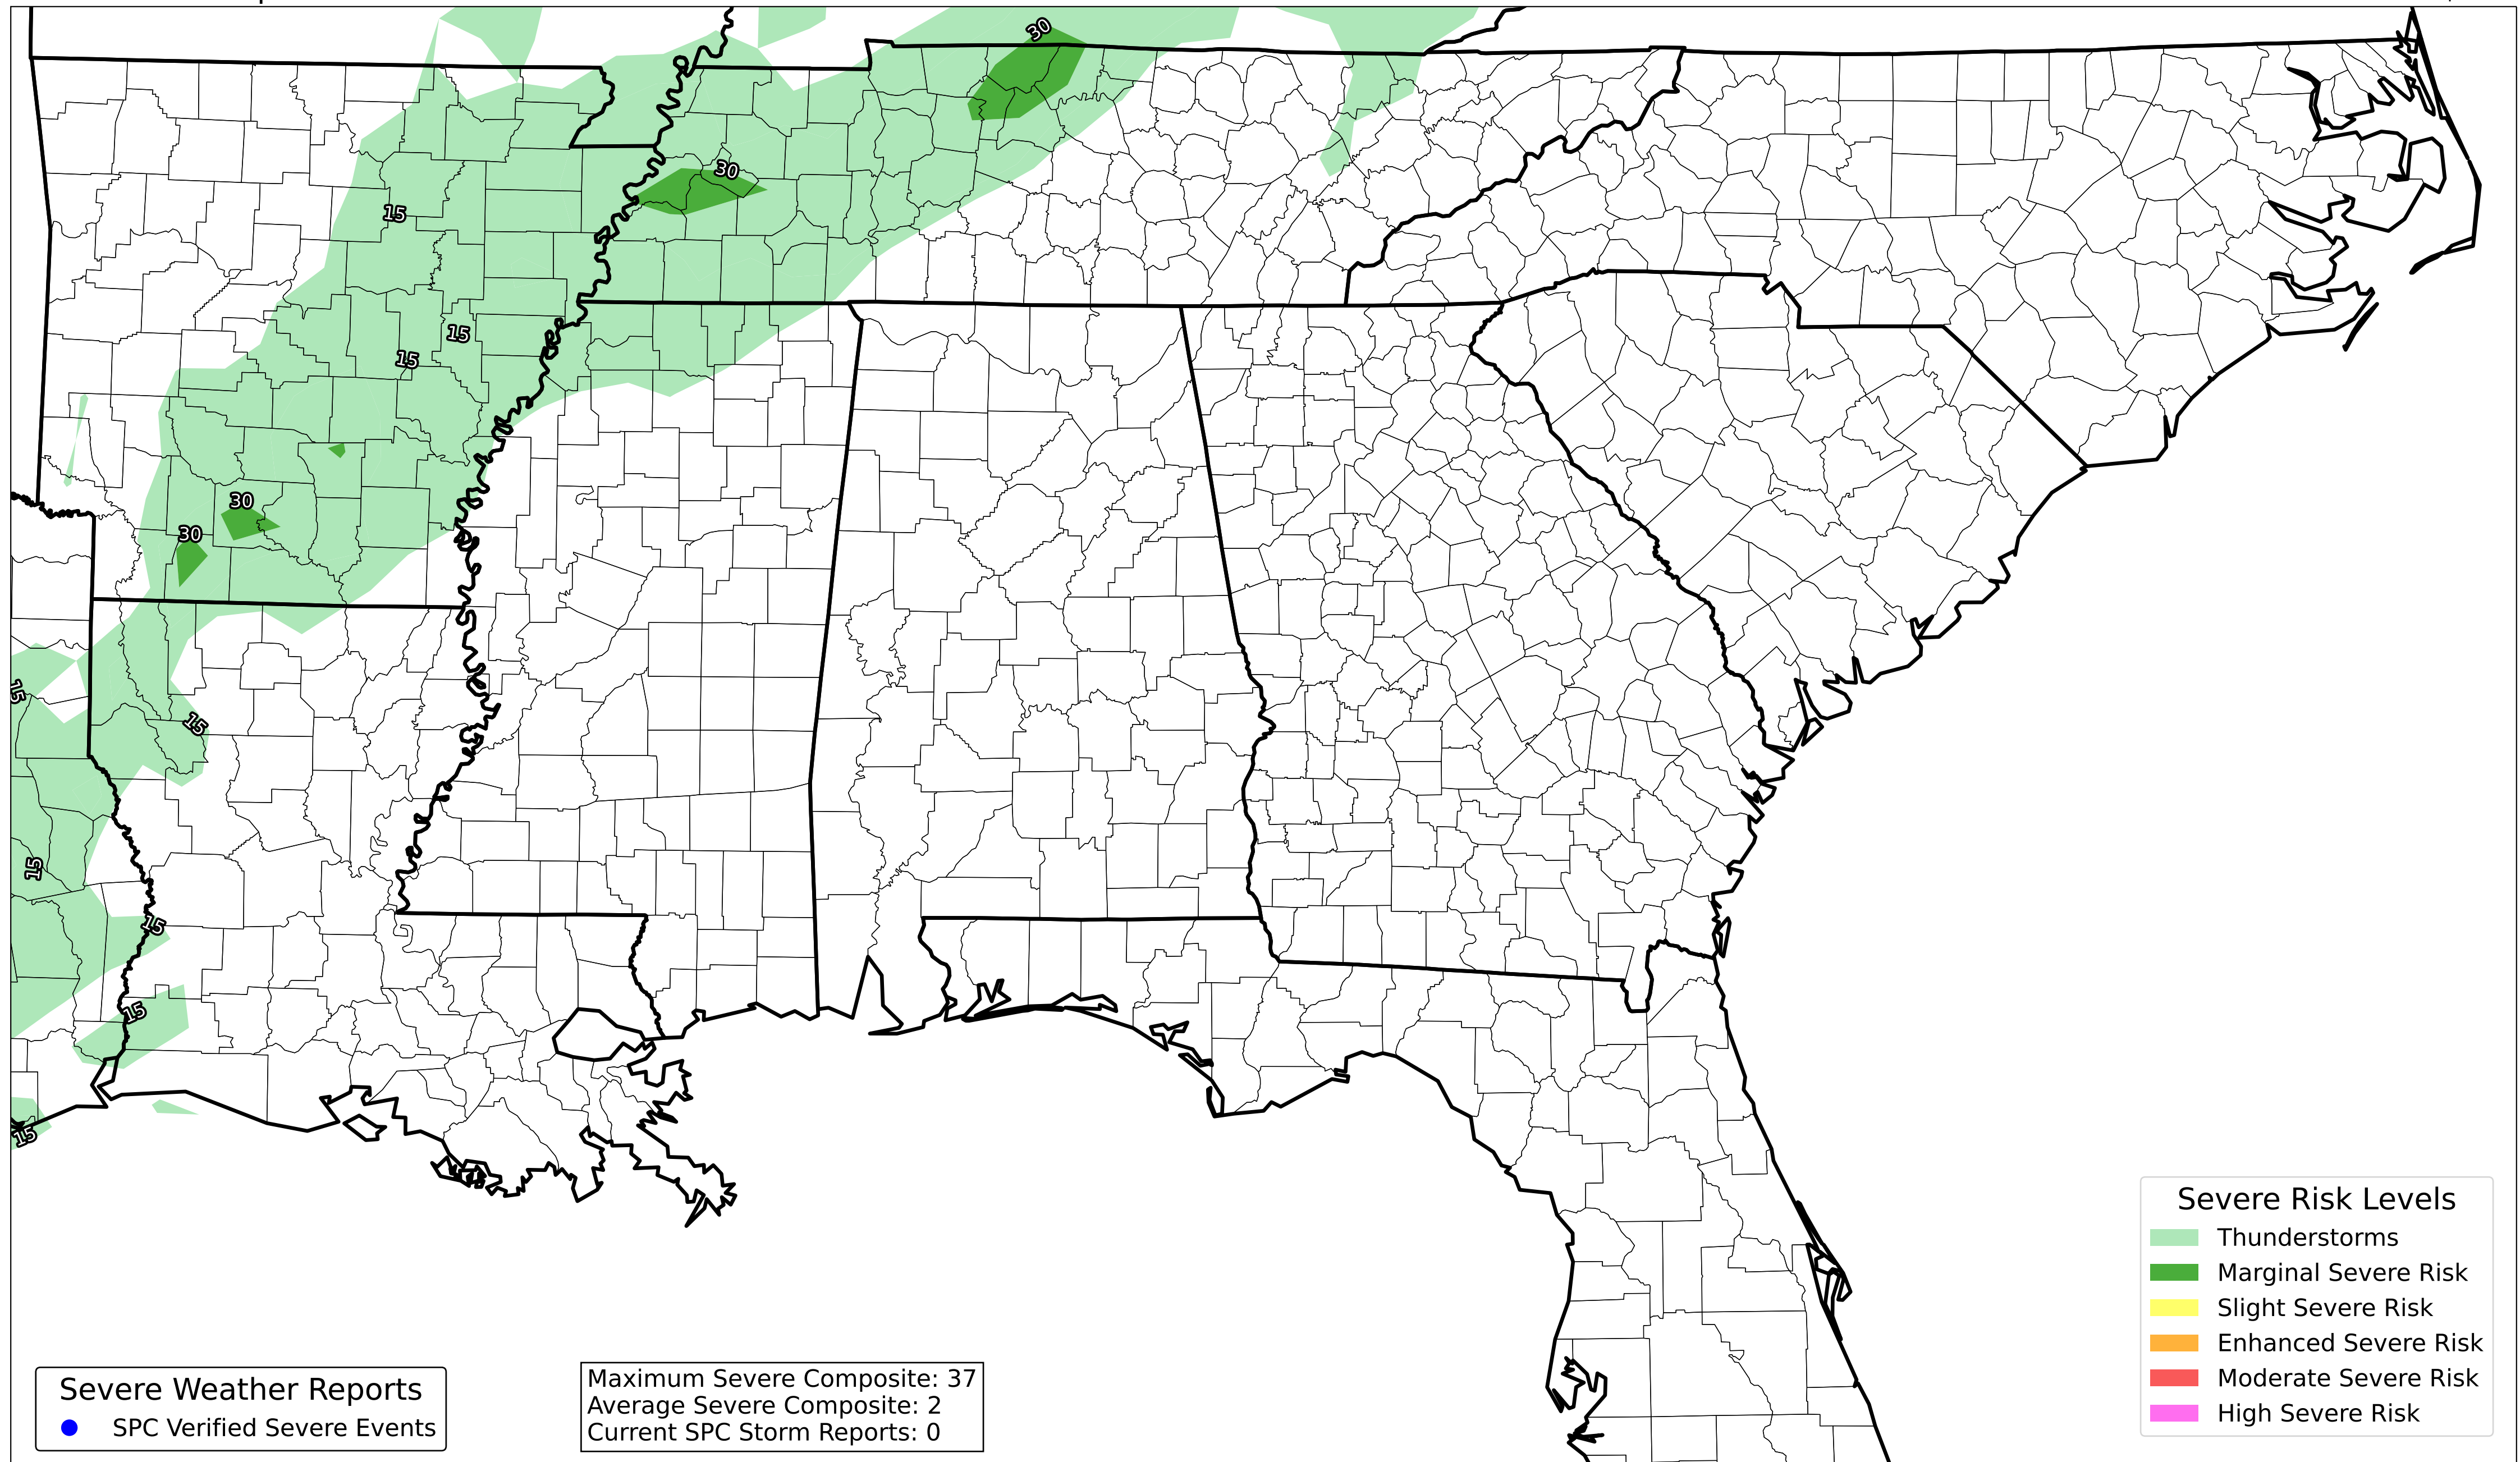 30
30
15
15
15
30
30
15
15
15
15
15
15
Severe Risk Levels
Thunderstorms
Marginal Severe Risk
Slight Severe Risk
Enhanced Severe Risk
Moderate Severe Risk
High Severe Risk
Severe Weather Reports
SPC Verified Severe Events
Maximum Severe Composite: 37
Average Severe Composite: 2
Current SPC Storm Reports: 0